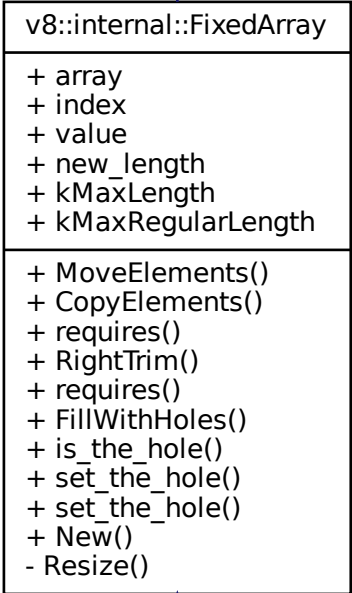 v8::internal::FixedArray
+ array
+ index
+ value
+ new_length
+ kMaxLength
+ kMaxRegularLength
+ MoveElements()
+ CopyElements()
+ requires()
+ RightTrim()
+ requires()
+ FillWithHoles()
+ is_the_hole()
+ set_the_hole()
+ set_the_hole()
+ New()
- Resize()